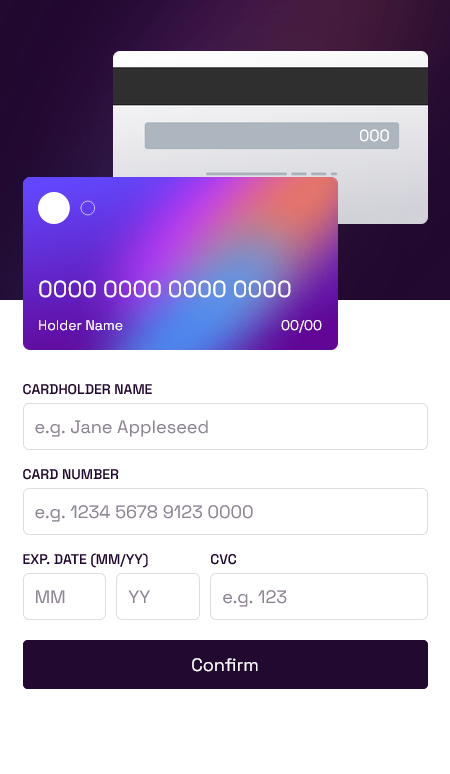 000
0000 0000 0000 0000
Holder Name 00/00
CARDHOLDER NAME
e.g. Jane Appleseed
CARD NUMBER
e.g. 1234 5678 9123 0000
EXP. DATE (MM/YY) CVC
MM YY e.g. 123
Confirm